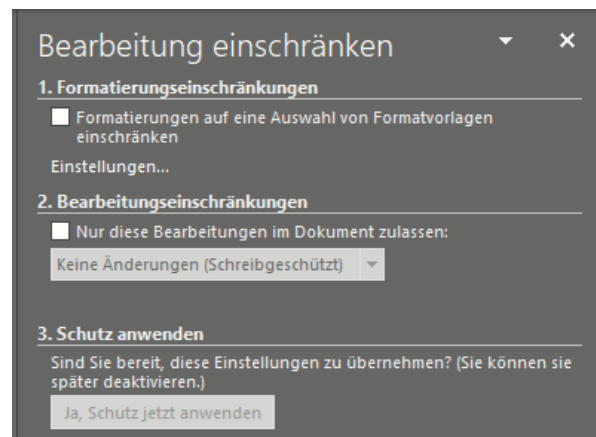 Bearbeitung einschränken
1. Formatierungseinschränkungen
Formatierungen auf eine Auswahl von Formatvorlagen
einschränken
Einstellungen...
2. Bearbeitungseinschränkungen
Nur diese Bearbeitungen im Dokument zulassen:
Keine Änderungen (Schreibgeschützt)
3. Schutz anwenden
Sind Sie bereit, diese Einstellungen zu übernehmen? (Sie können sie
später deaktivieren.)
Ja, Schutz jetzt anwenden